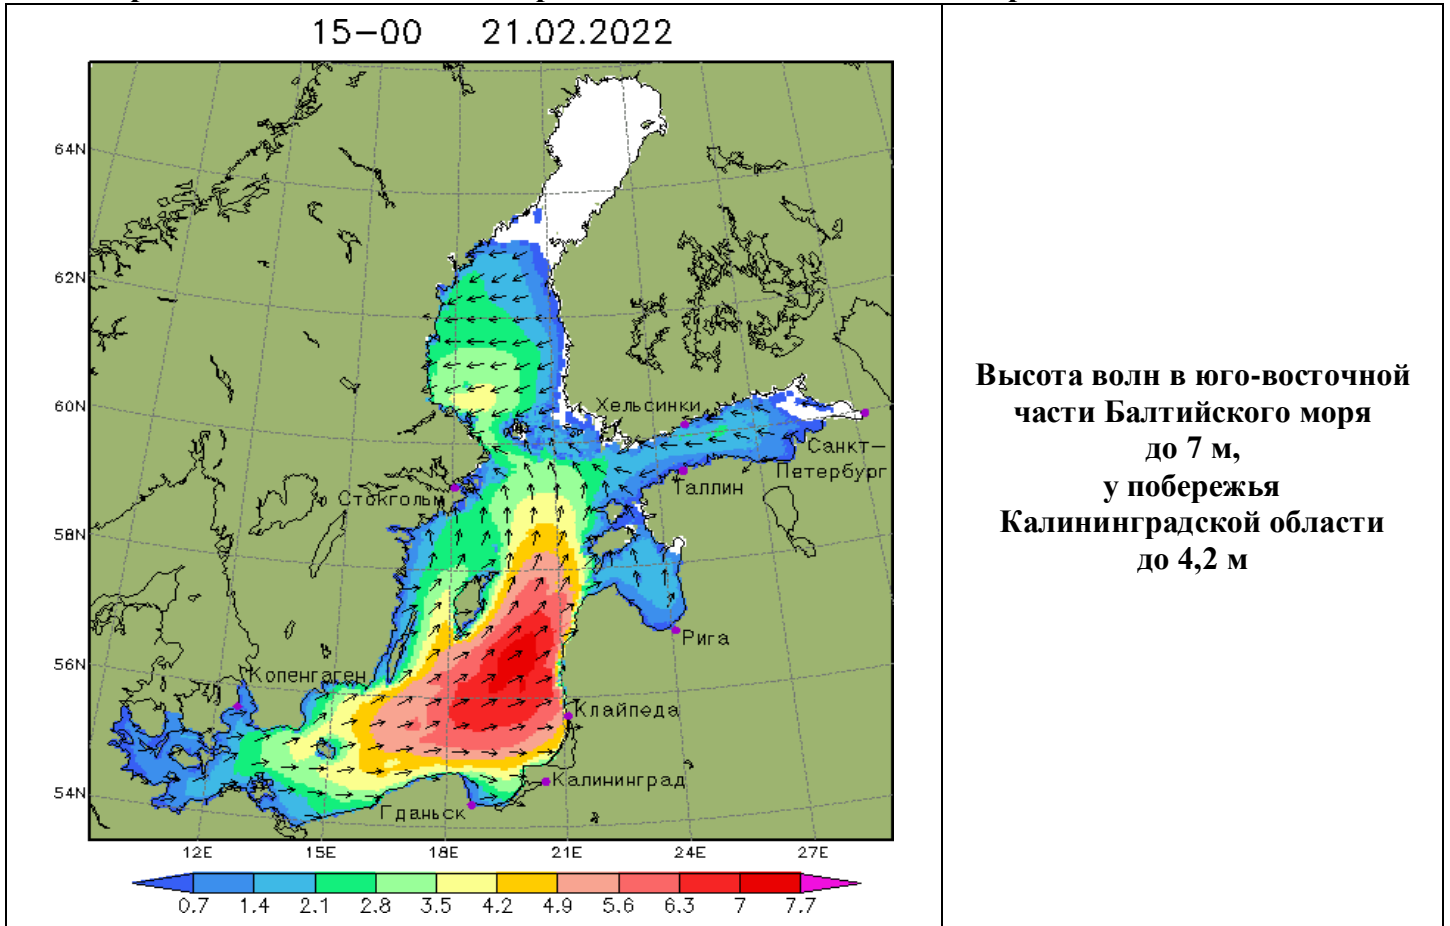 15-00 21.02.2022
64N
62N
60N
58N
56N
54N
Хельсинки
Санкт-
Петербург
Таллин
Стокгольм
Рига
Копенгаген
Клайпеда
Калининград
Гданьск
12E 15E 18E 21E 24E 27E
0.7 1.4 2.1 2.8 3.5 4.2 4.9 5.6 6.3 7 7.7
Высота волн в юго-восточной
части Балтийского моря
до 7 м,
у побережья
Калининградской области
до 4,2 м